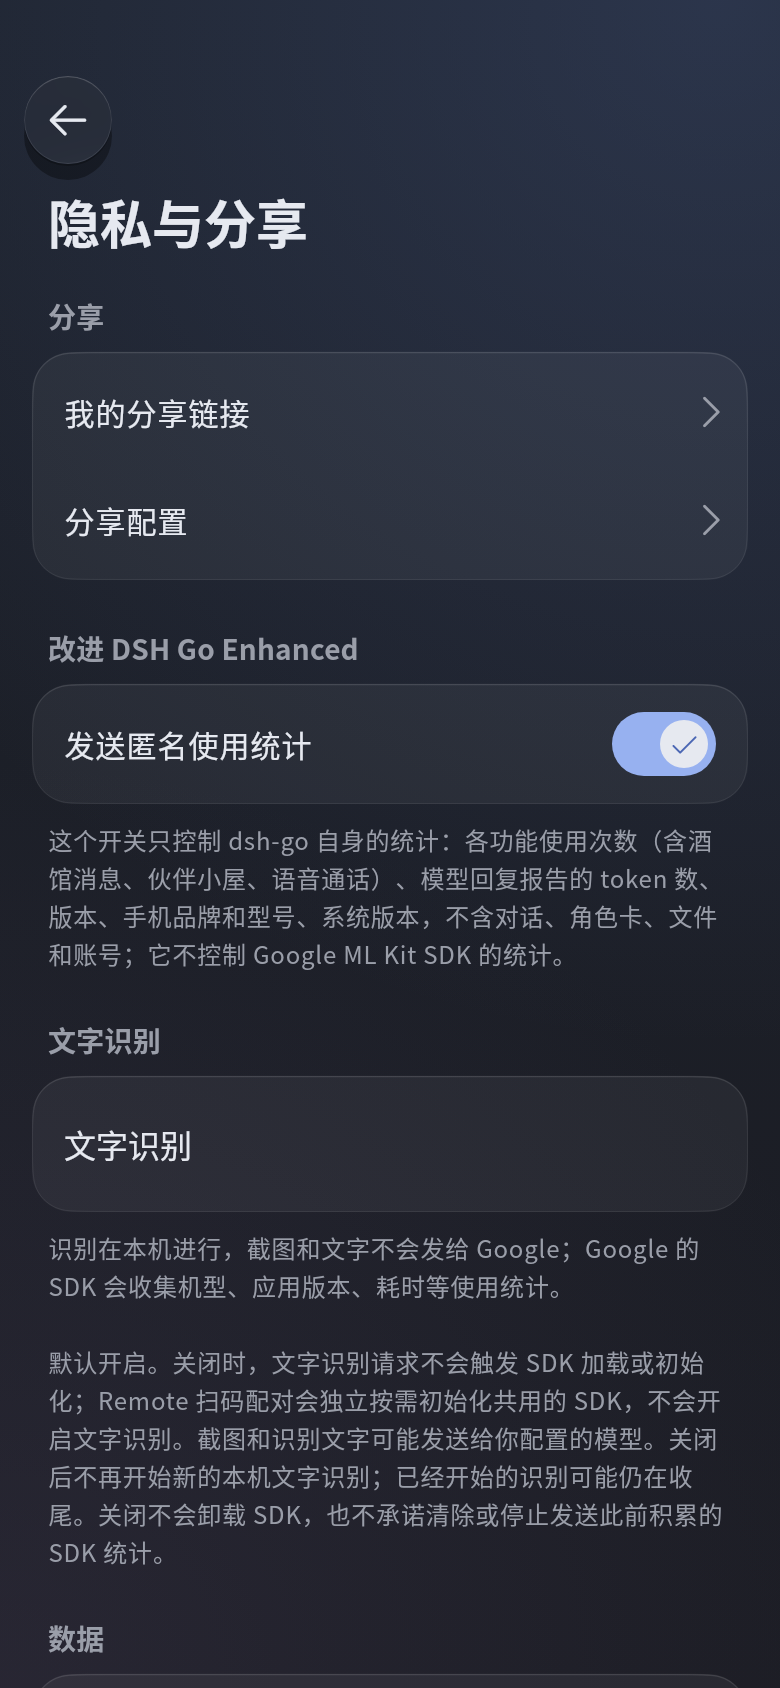 隐私与分享
分享
我的分享链接
分享配置
改进 DSH Go Enhanced
发送匿名使用统计
这个开关只控制 dsh-go 自身的统计：各功能使用次数（含酒
馆消息、伙伴小屋、语音通话）、模型回复报告的 token 数、
版本、手机品牌和型号、系统版本，不含对话、角色卡、文件
和账号；它不控制 Google ML Kit SDK 的统计。
文字识别
文字识别
识别在本机进行，截图和文字不会发给 Google；Google 的
SDK 会收集机型、应用版本、耗时等使用统计。
默认开启。关闭时，文字识别请求不会触发 SDK 加载或初始
化；Remote 扫码配对会独立按需初始化共用的 SDK，不会开
启文字识别。截图和识别文字可能发送给你配置的模型。关闭
后不再开始新的本机文字识别；已经开始的识别可能仍在收
尾。关闭不会卸载 SDK，也不承诺清除或停止发送此前积累的
SDK 统计。
数据